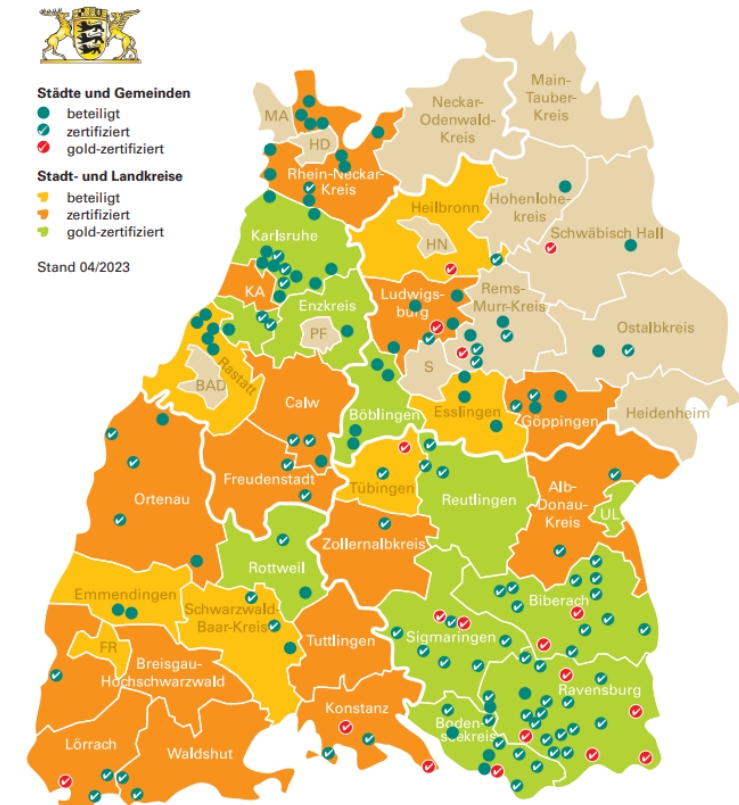 Städte und Gemeinden
beteiligt
zertifiziert
gold-zertifiziert
Stadt- und Landkreise
beteiligt
zertifiziert
gold-zertifiziert
Stand 04/2023
Main-
Tauber-
Kreis
Neckar-
Odenwald-
Kreis
MA
HD
Rhein-Neckar-
Kreis
Heilbronn
HN
Hohenlohe-
kreis
Schwäbisch Hall
Karlsruhe
KA
Enzkreis
PF
Ludwigs-
burg
Rems-
Murr-Kreis
Ostalbkreis
Rastatt
BAD
S
Calw
Böblingen
Esslingen
Göppingen
Heidenheim
Freudenstadt
Tübingen
Reutlingen
Alb-
Donau-
Kreis
UL
Ortenau
Zollernalbkreis
Rottweil
Emmendingen
Schwarzwald-
Baar-Kreis
Biberach
FR
Breisgau-
Hochschwarzwald
Tuttlingen
Sigmaringen
Konstanz
Ravensburg
Boden-
seekreis
Lörrach
Waldshut